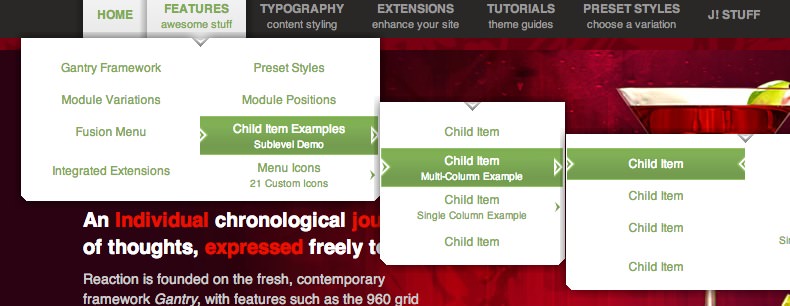 HOME
FEATURES
awesome stuff
TYPOGRAPHY
content styling
EXTENSIONS
enhance your site
TUTORIALS
theme guides
PRESET STYLES
choose a variation
J! STUFF
Gantry Framework
Preset Styles
Module Variations
Module Positions
Fusion Menu
Child Item Examples
Sublevel Demo
Integrated Extensions
Menu Icons
21 Custom Icons
Child Item
Child Item
Multi-Column Example
Child Item
Single Column Example
Child Item
Child Item
Child Item
Child Item
Child Item
An Individual chronological
of thoughts, expressed freely
Reaction is founded on the fresh, contemporary
framework Gantry, with features such as the 960 grid